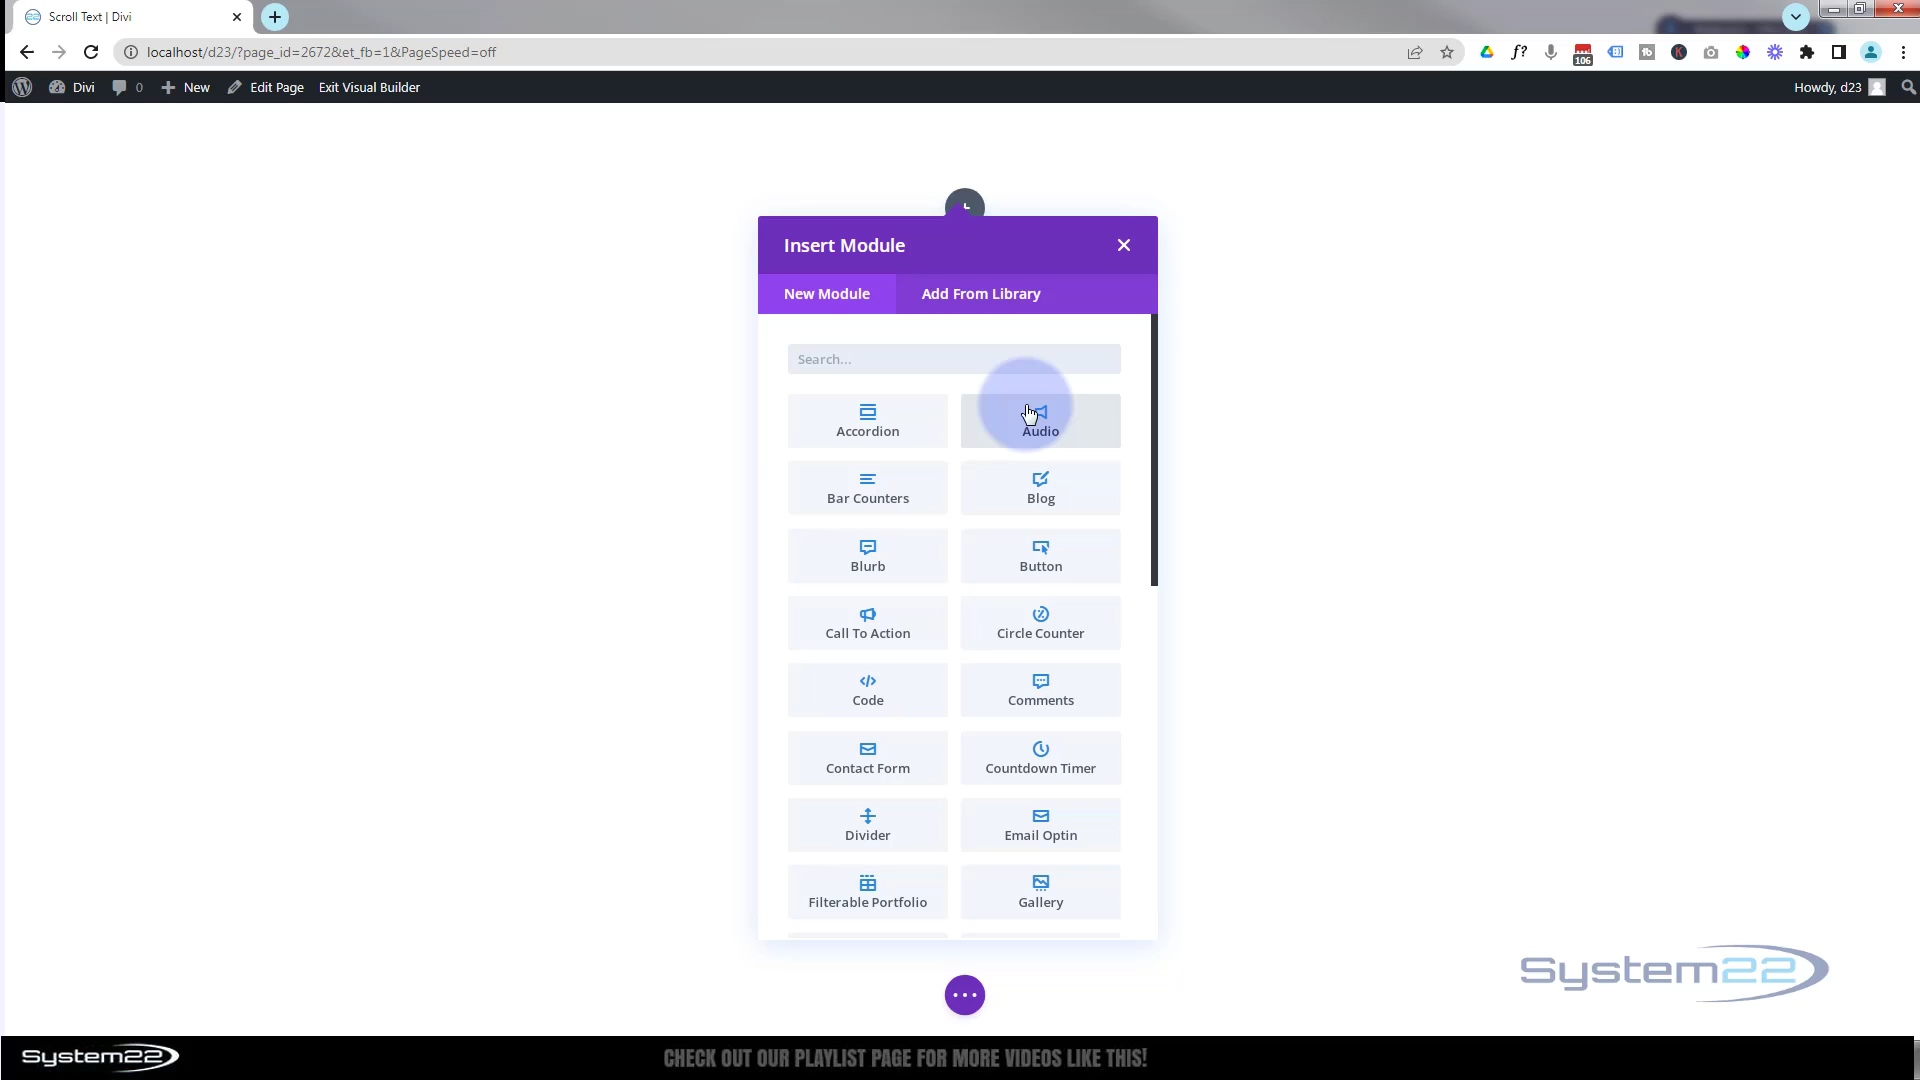 Scroll Text | Divi
localhost/d23/?page_id=2672&et_fb=1&PageSpeed=off
f?
tb
K
106
Divi
0
New
Edit Page
Exit Visual Builder
Howdy, d23
Insert Module
New Module
Add From Library
Search...
Accordion
Audio
Bar Counters
Blog
Blurb
Button
Call To Action
Circle Counter
Code
Comments
Contact Form
Countdown Timer
Divider
Email Optin
Filterable Portfolio
Gallery
System22
System22
CHECK OUT OUR PLAYLIST PAGE FOR MORE VIDEOS LIKE THIS!